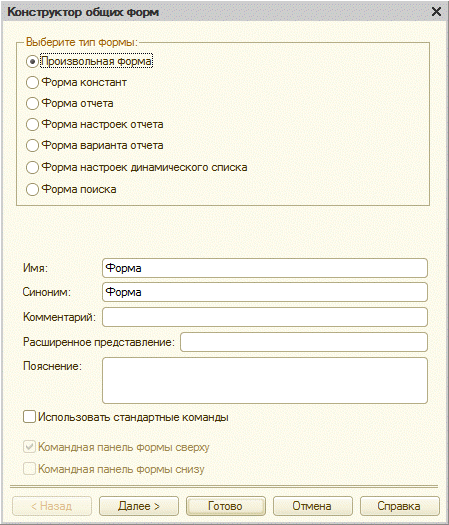 Конструктор общих форм
Выберите тип формы:
Произвольная форма
Форма констант
Форма отчета
Форма настроек отчета
Форма варианта отчета
Форма настроек динамического списка
Форма поиска
Имя: Форма
Синоним: Форма
Комментарий:
Расширенное представление:
Пояснение:
Использовать стандартные команды
Командная панель формы сверху
Командная панель формы снизу
< Назад Далее > Готово Отмена Справка